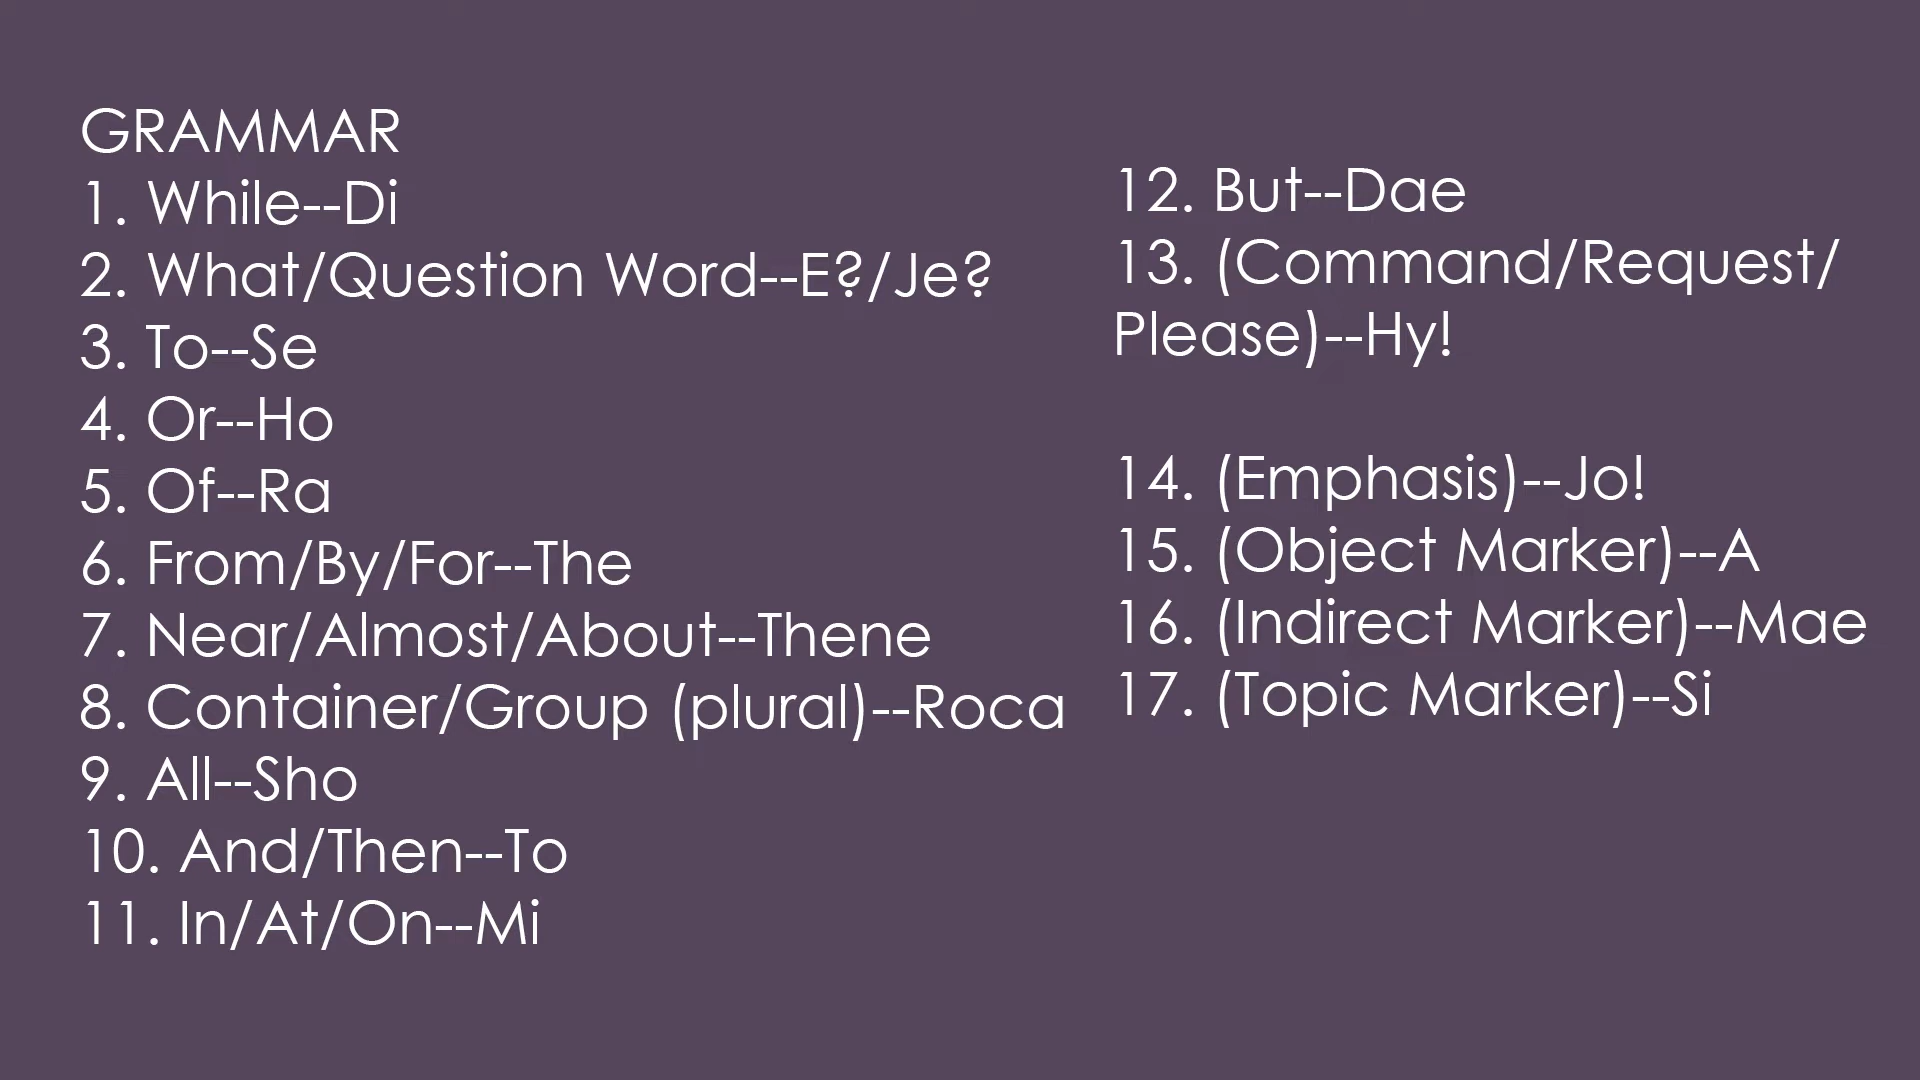 GRAMMAR
1. While--Di
2. What/Question Word--E?/Je?
3. To--Se
4. Or--Ho
5. Of--Ra
6. From/By/For--The
7. Near/Almost/About--Thene
8. Container/Group (plural)--Roca
9. All--Sho
10. And/Then--To
11. In/At/On--Mi
12. But--Dae
13. (Command/Request/
Please)--Hy!
14. (Emphasis)--Jo!
15. (Object Marker)--A
16. (Indirect Marker)--Mae
17. (Topic Marker)--Si